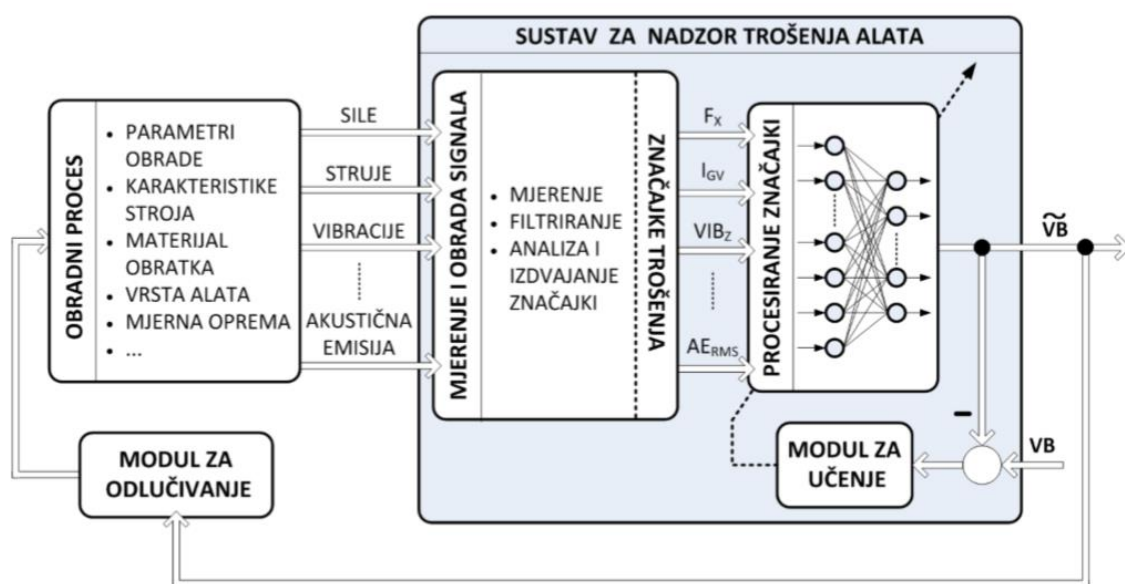 SUSTAV ZA NADZOR TROŠENJA ALATA
OBRADNI PROCES
• PARAMETRI
OBRADE
• KARAKTERISTIKE
STROJA
• MATERIJAL
OBRATKA
• VRSTA ALATA
• MJERNA OPREMA
• ...
SILE
STRUJE
VIBRACIJE
AKUSTIČNA
EMISIJA
MJERENJE I OBRADA SIGNALA
• MJERENJE
• FILTRIRANJE
• ANALIZA I
IZDVAJANJE
ZNAČAJKI
ZNAČAJKE TROŠENJA
FX
IGV
VIBZ
AERMS
PROCESIRANJE ZNAČAJKI
ṼB̃
–
VB
MODUL ZA
UČENJE
MODUL ZA
ODLUČIVANJE